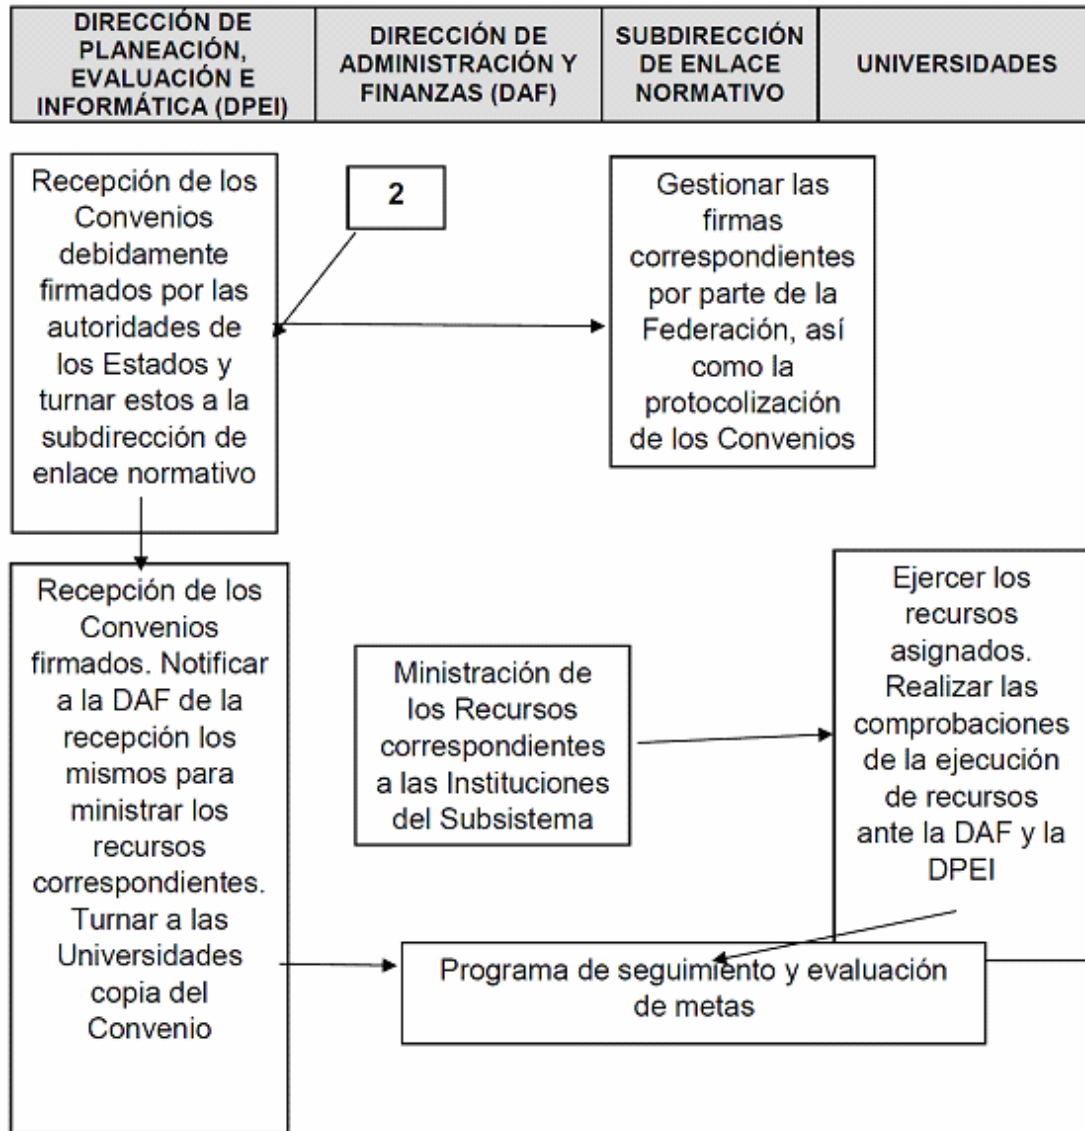 DIRECCIÓN DE
PLANEACIÓN,
EVALUACIÓN E
INFORMÁTICA (DPEI)
DIRECCIÓN DE
ADMINISTRACIÓN Y
FINANZAS (DAF)
SUBDIRECCIÓN
DE ENLACE
NORMATIVO
UNIVERSIDADES
Recepción de los
Convenios
debidamente
firmados por las
autoridades de
los Estados y
turnar estos a la
subdirección de
enlace normativo
2
Gestionar las
firmas
correspondientes
por parte de la
Federación, así
como la
protocolización
de los Convenios
Recepción de los
Convenios
firmados. Notificar
a la DAF de la
recepción los
mismos para
ministrar los
recursos
correspondientes.
Turnar a las
Universidades
copia del
Convenio
Ministración de
los Recursos
correspondientes
a las Instituciones
del Subsistema
Ejercer los
recursos
asignados.
Realizar las
comprobaciones
de la ejecución
de recursos
ante la DAF y la
DPEI
Programa de seguimiento y evaluación
de metas